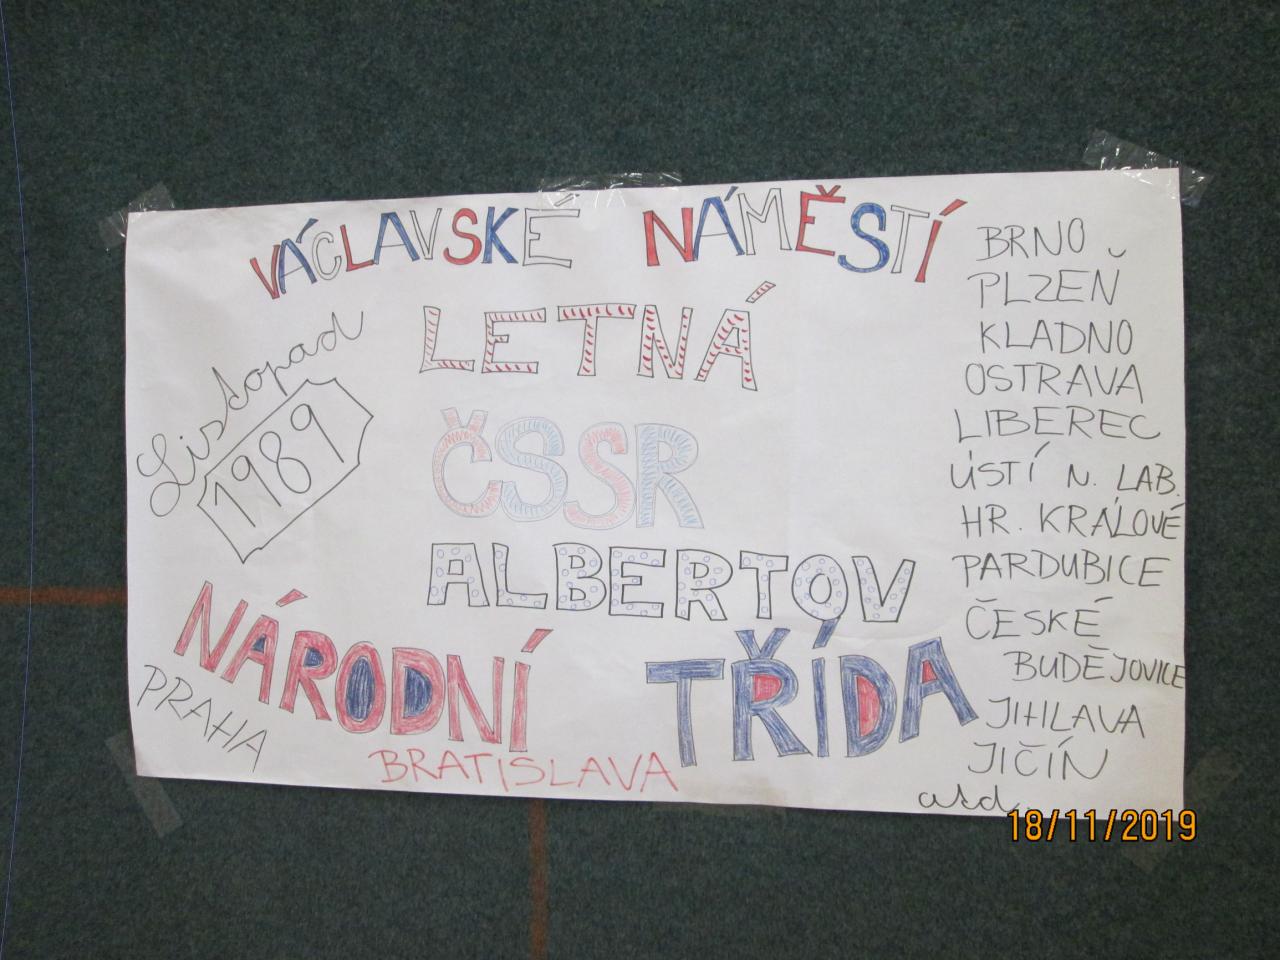 VÁCLAVSKÉ NÁMĚSTÍ
LETNÁ
Listopad
1989
ČSSR
ALBERTOV
NÁRODNÍ TŘÍDA
PRAHA
BRATISLAVA
BRNO
PLZEŇ
KLADNO
OSTRAVA
LIBEREC
ÚSTÍ N. LAB.
HR. KRÁLOVÉ
PARDUBICE
ČESKÉ
BUDĚJOVICE
JIHLAVA
JIČÍN
atd.
18/11/2019